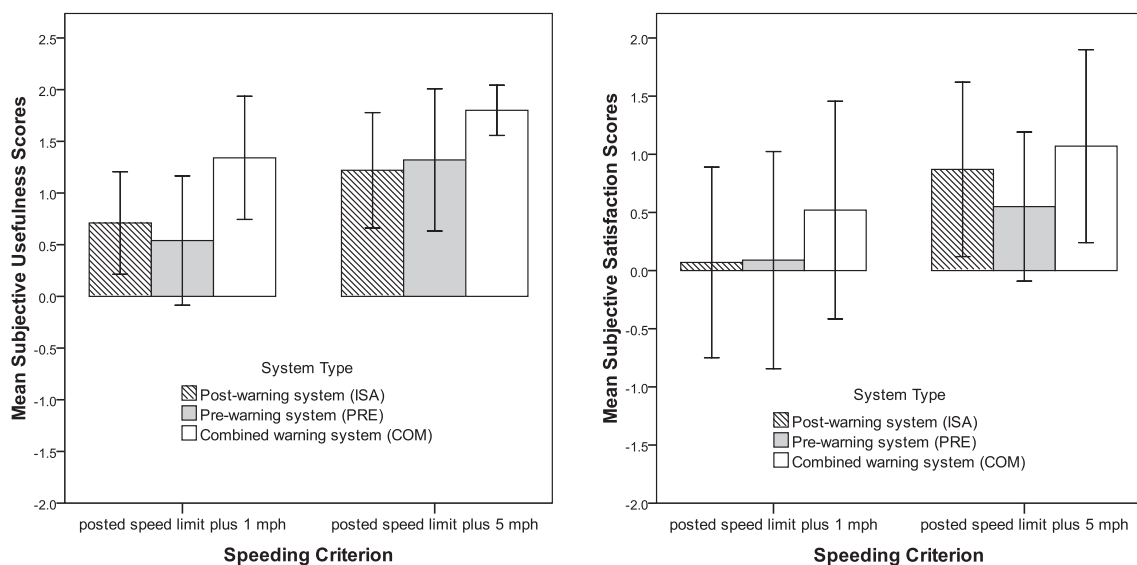 Mean Subjective Usefulness Scores
2.5
2.0
1.5
1.0
0.5
0.0
-0.5
-1.0
-1.5
-2.0
System Type
Post-warning system (ISA)
Pre-warning system (PRE)
Combined warning system (COM)
posted speed limit plus 1 mph
posted speed limit plus 5 mph
Speeding Criterion
Mean Subjective Satisfaction Scores
2.0
1.5
1.0
0.5
0.0
-0.5
-1.0
-1.5
-2.0
System Type
Post-warning system (ISA)
Pre-warning system (PRE)
Combined warning system (COM)
posted speed limit plus 1 mph
posted speed limit plus 5 mph
Speeding Criterion